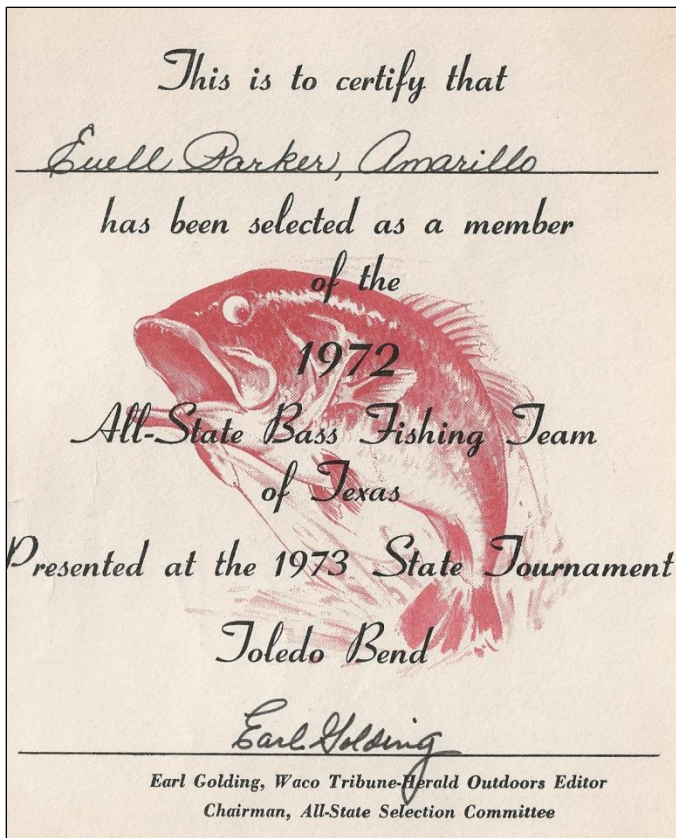 This is to certify that
Euell Parker, Amarillo
has been selected as a member
of the
1972
All-State Bass Fishing Team
of Texas
Presented at the 1973 State Tournament
Toledo Bend
Earl Golding
Earl Golding, Waco Tribune-Herald Outdoors Editor
Chairman, All-State Selection Committee